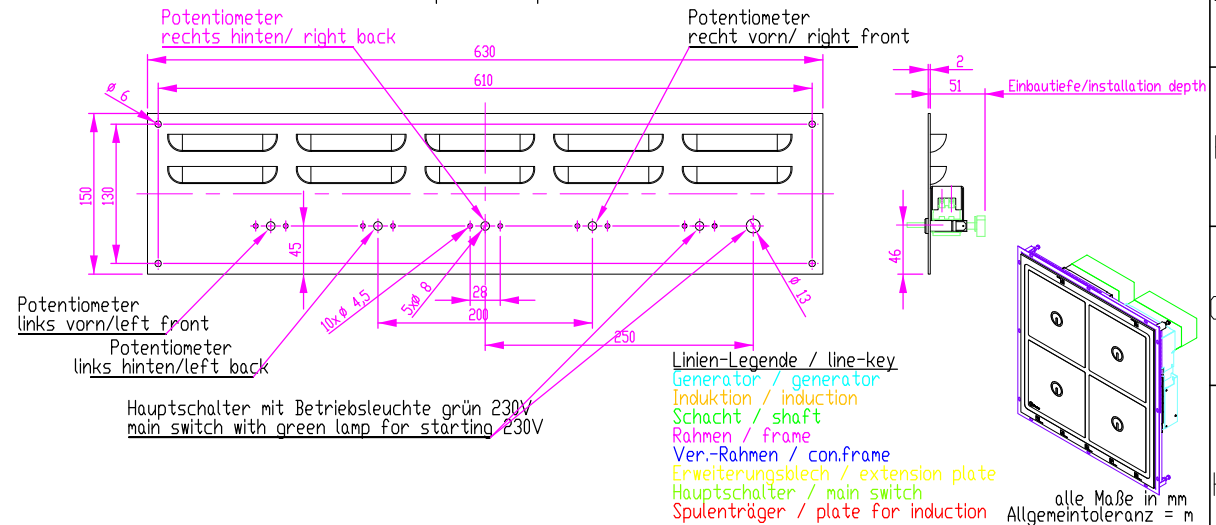 Potentiometer
rechts hinten/ right back
Potentiometer
recht vorn/ right front
630
610
2
51
Einbautiefe/installation depth
ø 6
150
130
45
46
10x ø 4,5
5xø 8
28
200
250
ø 13
Potentiometer
links vorn/left front
Potentiometer
links hinten/left back
Hauptschalter mit Betriebsleuchte grün 230V
main switch with green lamp for starting 230V
Linien-Legende / line-key
Generator / generator
Induktion / induction
Schacht / shaft
Rahmen / frame
Ver.-Rahmen / con.frame
Erweiterungsblech / extension plate
Hauptschalter / main switch
Spulenträger / plate for induction
alle Maße in mm
Allgemeintoleranz = m